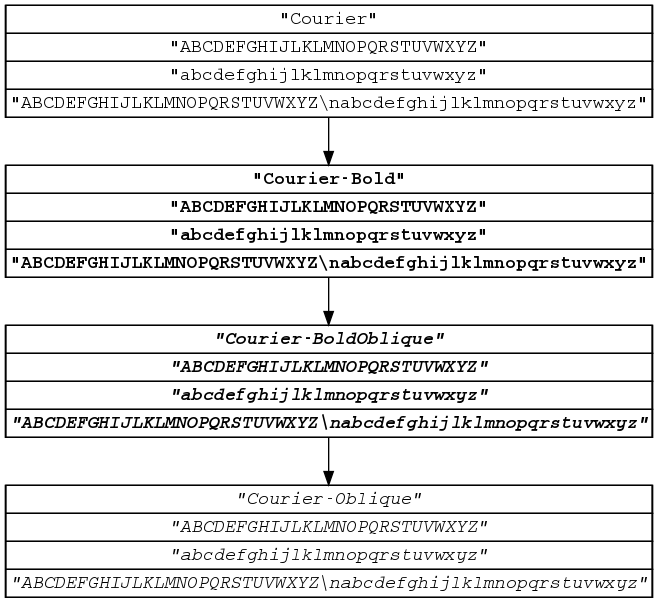 "Courier"
"ABCDEFGHIJLKLMNOPQRSTUVWXYZ"
"abcdefghijlklmnopqrstuvwxyz"
"ABCDEFGHIJLKLMNOPQRSTUVWXYZ\nabcdefghijlklmnopqrstuvwxyz"
"Courier-Bold"
"ABCDEFGHIJLKLMNOPQRSTUVWXYZ"
"abcdefghijlklmnopqrstuvwxyz"
"ABCDEFGHIJLKLMNOPQRSTUVWXYZ\nabcdefghijlklmnopqrstuvwxyz"
"Courier-BoldOblique"
"ABCDEFGHIJLKLMNOPQRSTUVWXYZ"
"abcdefghijlklmnopqrstuvwxyz"
"ABCDEFGHIJLKLMNOPQRSTUVWXYZ\nabcdefghijlklmnopqrstuvwxyz"
"Courier-Oblique"
"ABCDEFGHIJLKLMNOPQRSTUVWXYZ"
"abcdefghijlklmnopqrstuvwxyz"
"ABCDEFGHIJLKLMNOPQRSTUVWXYZ\nabcdefghijlklmnopqrstuvwxyz"